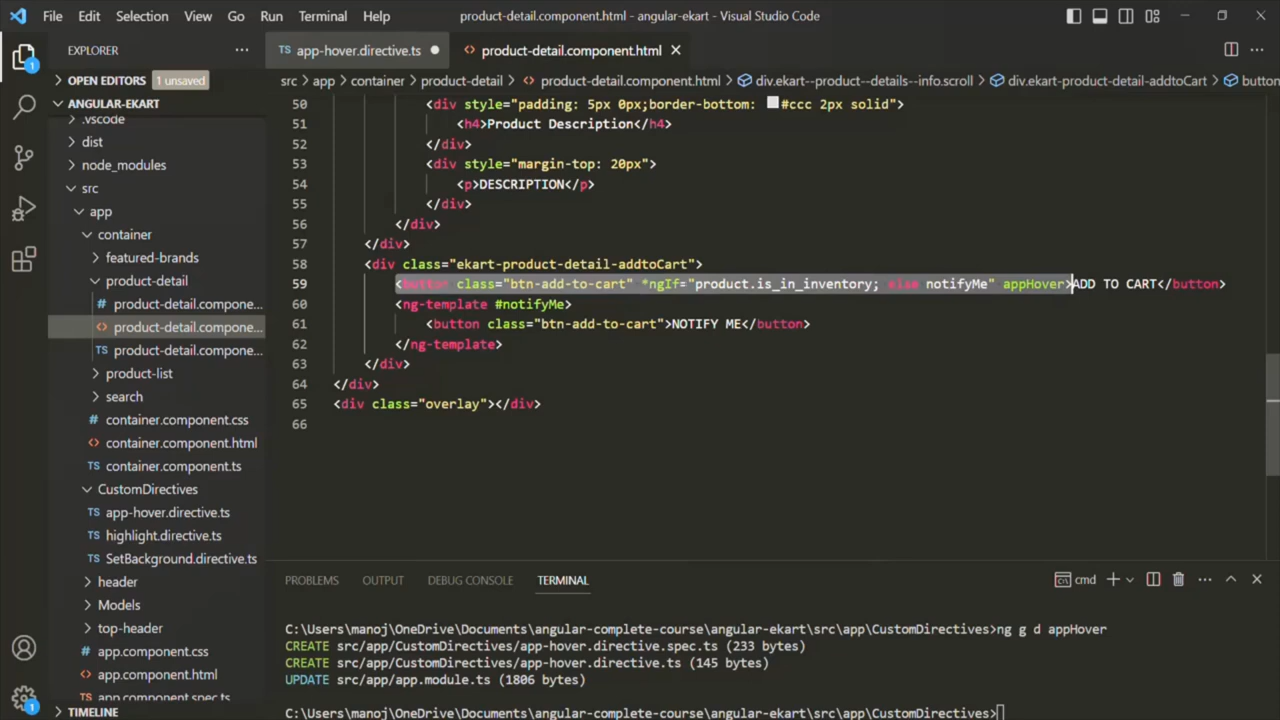 File Edit Selection View Go Run Terminal Help product-detail.component.html - angular-ekart - Visual Studio Code
EXPLORER ···
TS app-hover.directive.ts ● <> product-detail.component.html ×
OPEN EDITORS 1 unsaved
src > app > container > product-detail > <> product-detail.component.html > div.ekart--product--details--info.scroll > div.ekart-product-detail-addtoCart > button
ANGULAR-EKART
.vscode
dist
node_modules
src
app
container
featured-brands
product-detail
# product-detail.compone...
<> product-detail.compone...
TS product-detail.compone...
product-list
search
# container.component.css
<> container.component.html
TS container.component.ts
CustomDirectives
TS app-hover.directive.ts
TS highlight.directive.ts
TS SetBackground.directive.ts
header
Models
top-header
# app.component.css
<> app.component.html
TS app.component.spec.ts
TIMELINE
1
1
50 <div style="padding: 5px 0px;border-bottom: #ccc 2px solid">
51 <h4>Product Description</h4>
52 </div>
53 <div style="margin-top: 20px">
54 <p>DESCRIPTION</p>
55 </div>
56 </div>
57 </div>
58 <div class="ekart-product-detail-addtoCart">
59 <button class="btn-add-to-cart" *ngIf="product.is_in_inventory; else notifyMe" appHover>ADD TO CART</button>
60 <ng-template #notifyMe>
61 <button class="btn-add-to-cart">NOTIFY ME</button>
62 </ng-template>
63 </div>
64 </div>
65 <div class="overlay"></div>
66
PROBLEMS OUTPUT DEBUG CONSOLE TERMINAL cmd
C:\Users\manoj\OneDrive\Documents\angular-complete-course\angular-ekart\src\app\CustomDirectives>ng g d appHover
CREATE src/app/CustomDirectives/app-hover.directive.spec.ts (233 bytes)
CREATE src/app/CustomDirectives/app-hover.directive.ts (145 bytes)
UPDATE src/app/app.module.ts (1806 bytes)
C:\Users\manoj\OneDrive\Documents\angular-complete-course\angular-ekart\src\app\CustomDirectives>